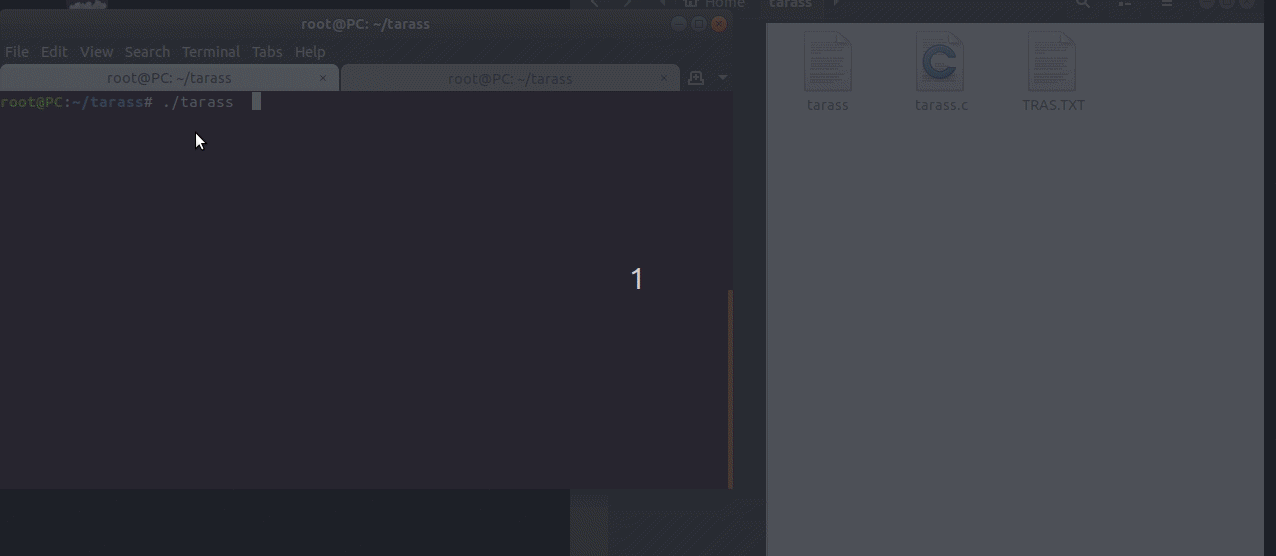 Home
tarass
root@PC: ~/tarass
File Edit View Search Terminal Tabs Help
root@PC: ~/tarass ×
root@PC: ~/tarass ×
root@PC:~/tarass# ./tarass
1
tarass
tarass.c
TRAS.TXT